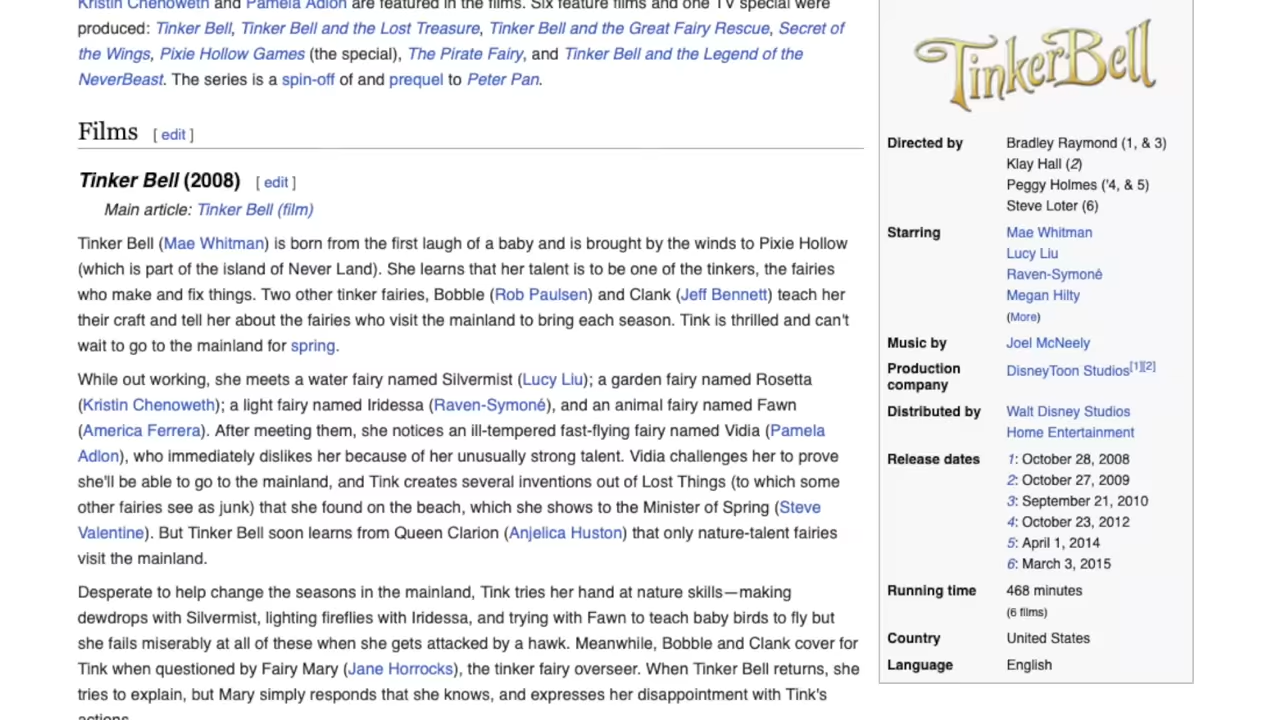 Kristin Chenoweth and Pamela Adlon are featured in the films. Six feature films and one TV special were
produced: Tinker Bell, Tinker Bell and the Lost Treasure, Tinker Bell and the Great Fairy Rescue, Secret of
the Wings, Pixie Hollow Games (the special), The Pirate Fairy, and Tinker Bell and the Legend of the
NeverBeast. The series is a spin-off of and prequel to Peter Pan.
Films [ edit ]
Tinker Bell (2008) [ edit ]
Main article: Tinker Bell (film)
Tinker Bell (Mae Whitman) is born from the first laugh of a baby and is brought by the winds to Pixie Hollow
(which is part of the island of Never Land). She learns that her talent is to be one of the tinkers, the fairies
who make and fix things. Two other tinker fairies, Bobble (Rob Paulsen) and Clank (Jeff Bennett) teach her
their craft and tell her about the fairies who visit the mainland to bring each season. Tink is thrilled and can't
wait to go to the mainland for spring.
While out working, she meets a water fairy named Silvermist (Lucy Liu); a garden fairy named Rosetta
(Kristin Chenoweth); a light fairy named Iridessa (Raven-Symoné), and an animal fairy named Fawn
(America Ferrera). After meeting them, she notices an ill-tempered fast-flying fairy named Vidia (Pamela
Adlon), who immediately dislikes her because of her unusually strong talent. Vidia challenges her to prove
she'll be able to go to the mainland, and Tink creates several inventions out of Lost Things (to which some
other fairies see as junk) that she found on the beach, which she shows to the Minister of Spring (Steve
Valentine). But Tinker Bell soon learns from Queen Clarion (Anjelica Huston) that only nature-talent fairies
visit the mainland.
Desperate to help change the seasons in the mainland, Tink tries her hand at nature skills—making
dewdrops with Silvermist, lighting fireflies with Iridessa, and trying with Fawn to teach baby birds to fly but
she fails miserably at all of these when she gets attacked by a hawk. Meanwhile, Bobble and Clank cover for
Tink when questioned by Fairy Mary (Jane Horrocks), the tinker fairy overseer. When Tinker Bell returns, she
tries to explain, but Mary simply responds that she knows, and expresses her disappointment with Tink's
actions.
TinkerBell
Directed by Bradley Raymond (1, & 3)
Klay Hall (2)
Peggy Holmes ('4, & 5)
Steve Loter (6)
Starring Mae Whitman
Lucy Liu
Raven-Symoné
Megan Hilty
(More)
Music by Joel McNeely
Production DisneyToon Studios[1][2]
company
Distributed by Walt Disney Studios
Home Entertainment
Release dates 1: October 28, 2008
2: October 27, 2009
3: September 21, 2010
4: October 23, 2012
5: April 1, 2014
6: March 3, 2015
Running time 468 minutes
(6 films)
Country United States
Language English